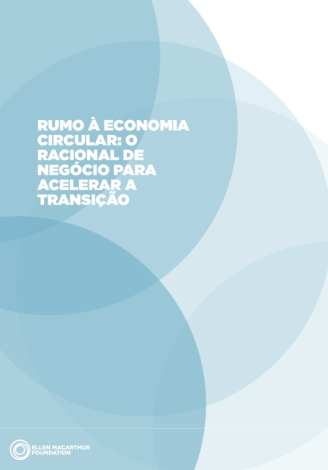 RUMO À ECONOMIA
CIRCULAR: O
RACIONAL DE
NEGÓCIO PARA
ACELERAR A
TRANSIÇÃO
ELLEN MACARTHUR
FOUNDATION